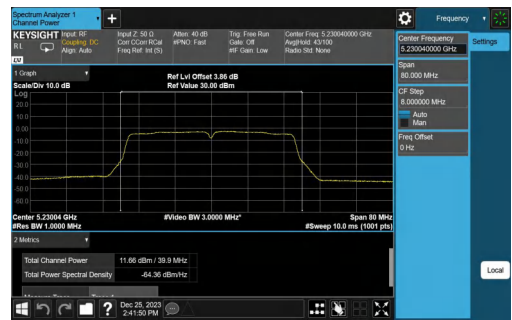 Spectrum Analyzer 1
Channel Power
+
Frequency
KEYSIGHT Input: RF
RL Coupling: DC
Align: Auto
LXI
Input Z: 50 Ω
Corr CCorr RCal
Freq Ref: Int (S)
Atten: 40 dB
#PNO: Fast
Trig: Free Run
Gate: Off
#IF Gain: Low
Center Freq: 5.230040000 GHz
Avg|Hold: 43/100
Radio Std: None
Center Frequency
5.230040000 GHz
Settings
Span
80.000 MHz
CF Step
8.000000 MHz
Auto
Man
Freq Offset
0 Hz
Local
1 Graph
Scale/Div 10.0 dB
Ref Lvl Offset 3.86 dB
Ref Value 30.00 dBm
Log
20.0
10.0
0.00
-10.0
-20.0
-30.0
-40.0
-50.0
-60.0
Center 5.23004 GHz
#Video BW 3.0000 MHz*
Span 80 MHz
#Res BW 1.0000 MHz
#Sweep 10.0 ms (1001 pts)
2 Metrics
Total Channel Power 11.66 dBm / 39.9 MHz
Total Power Spectral Density -64.36 dBm/Hz
?
Dec 25, 2023
2:41:50 PM